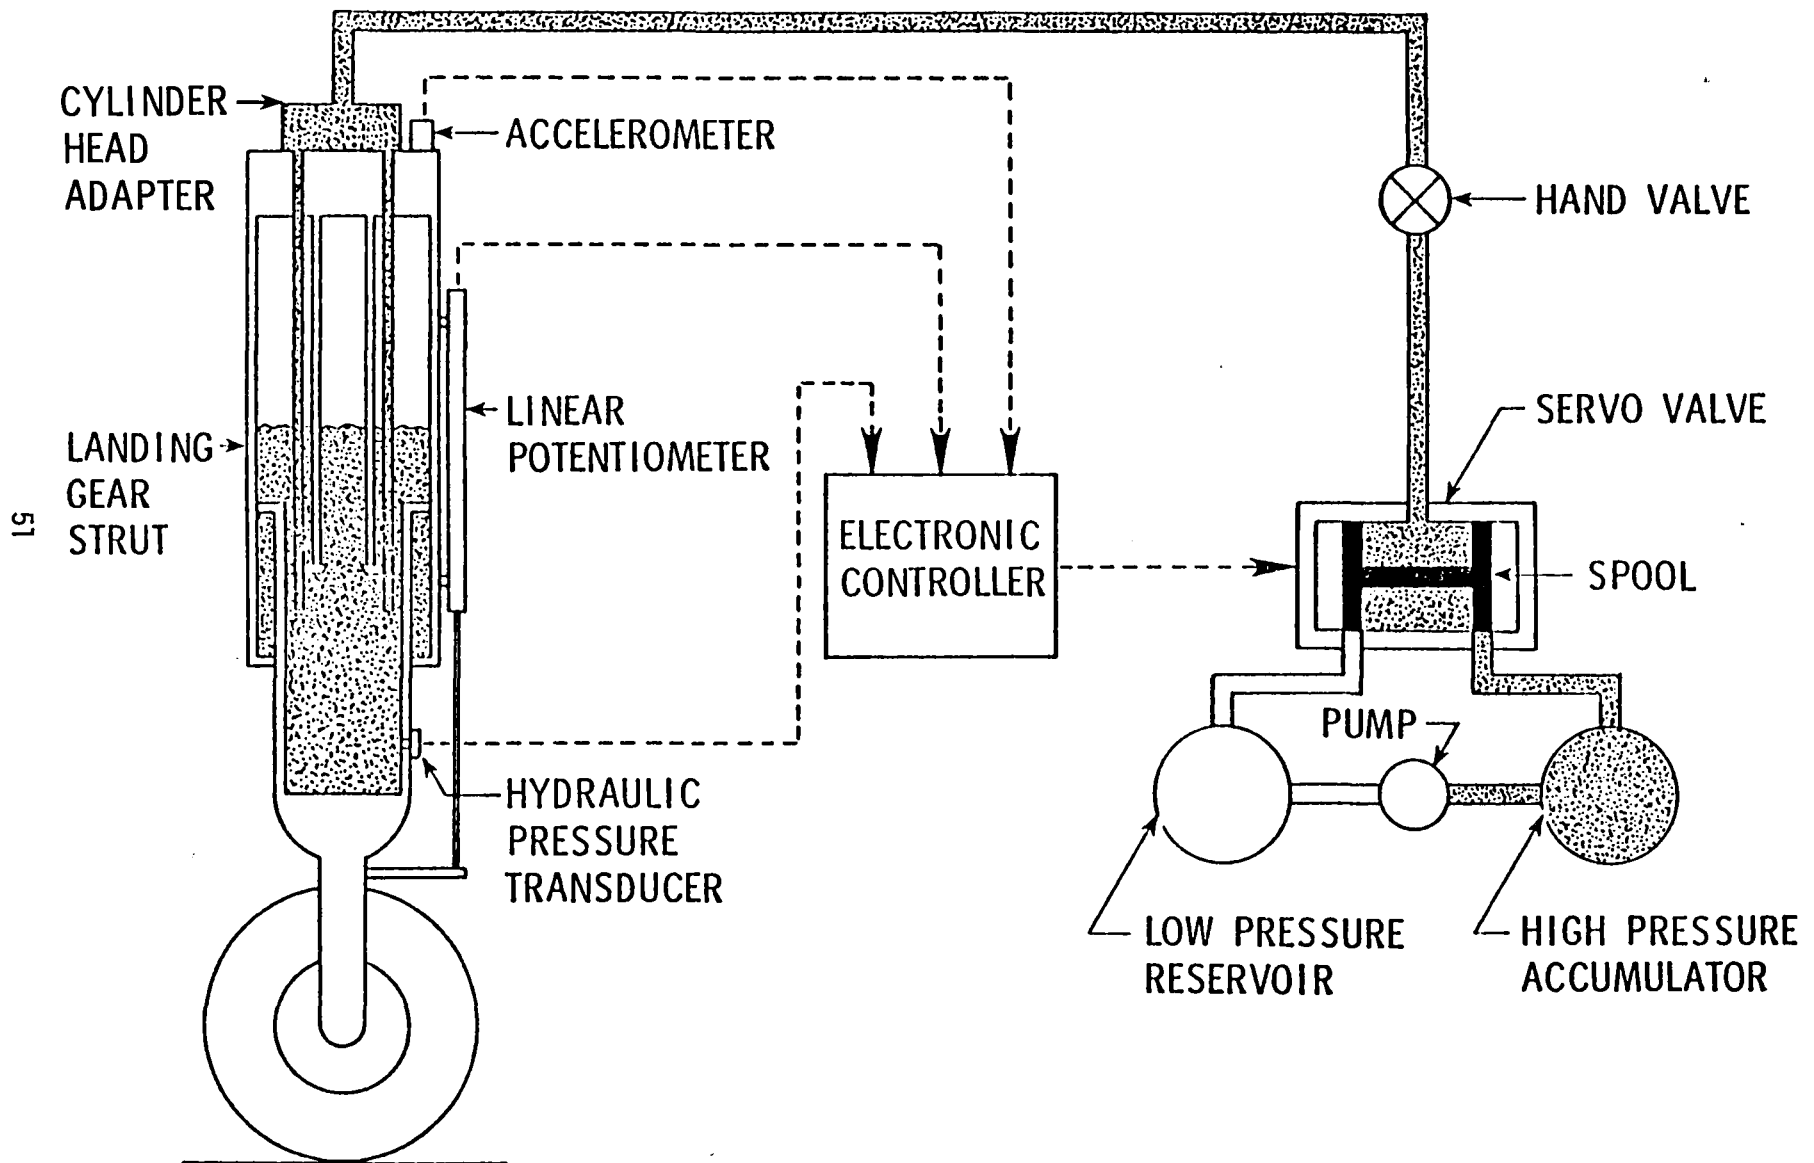 CYLINDER
HEAD
ADAPTER
ACCELEROMETER
HAND VALVE
LINEAR
POTENTIOMETER
SERVO VALVE
LANDING
GEAR
STRUT
51
ELECTRONIC
CONTROLLER
SPOOL
PUMP
HYDRAULIC
PRESSURE
TRANSDUCER
LOW PRESSURE
RESERVOIR
HIGH PRESSURE
ACCUMULATOR